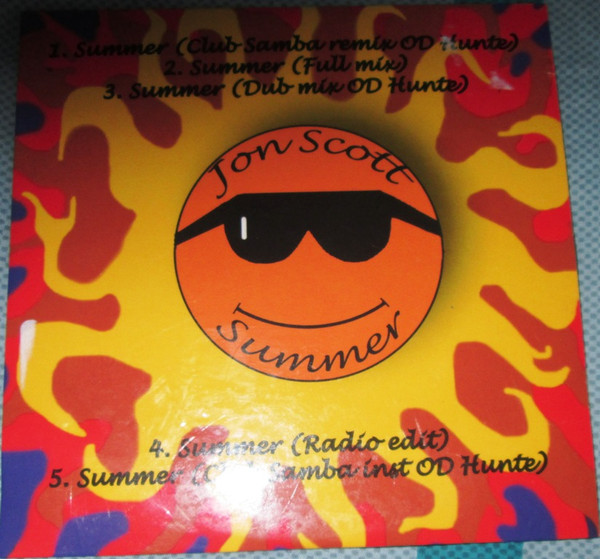 1. Summer (Club Samba remix OD Hunte)
2. Summer (Full mix)
3. Summer (Dub mix OD Hunte)
Jon Scott
Summer
4. Summer (Radio edit)
5. Summer (Club Samba inst OD Hunte)